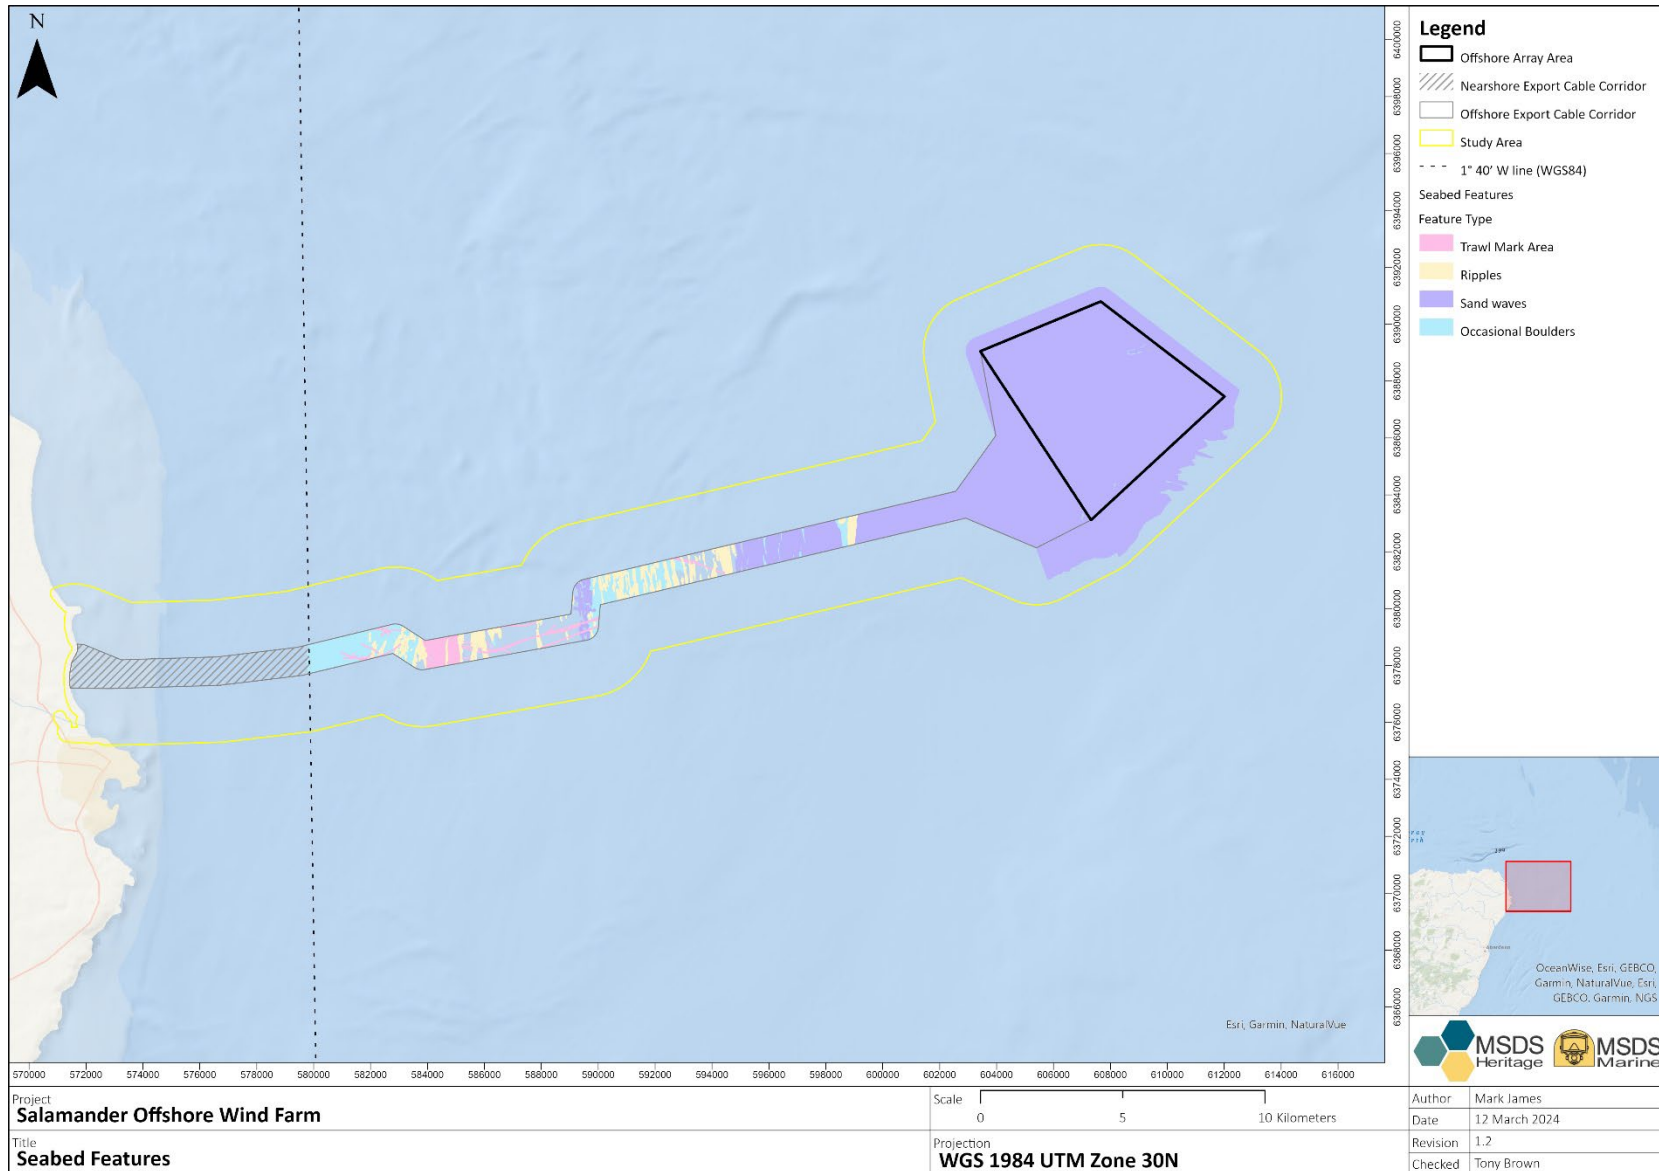 N
Legend
Offshore Array Area
Nearshore Export Cable Corridor
Offshore Export Cable Corridor
Study Area
1° 40' W line (WGS84)
Seabed Features
Feature Type
Trawl Mark Area
Ripples
Sand waves
Occasional Boulders
6400000
6398000
6396000
6394000
6392000
6390000
6388000
6386000
6384000
6382000
6380000
6378000
6376000
6374000
6372000
6370000
6368000
6366000
Esri, Garmin, NaturalVue
570000 572000 574000 576000 578000 580000 582000 584000 586000 588000 590000 592000 594000 596000 598000 600000 602000 604000 606000 608000 610000 612000 614000 616000
OceanWise, Esri, GEBCO,
Garmin, NaturalVue, Esri,
GEBCO, Garmin, NGS
MSDS Heritage
MSDS Marine
Project
Salamander Offshore Wind Farm
Scale
0 5 10 Kilometers
Title
Seabed Features
Projection
WGS 1984 UTM Zone 30N
Author Mark James
Date 12 March 2024
Revision 1.2
Checked Tony Brown